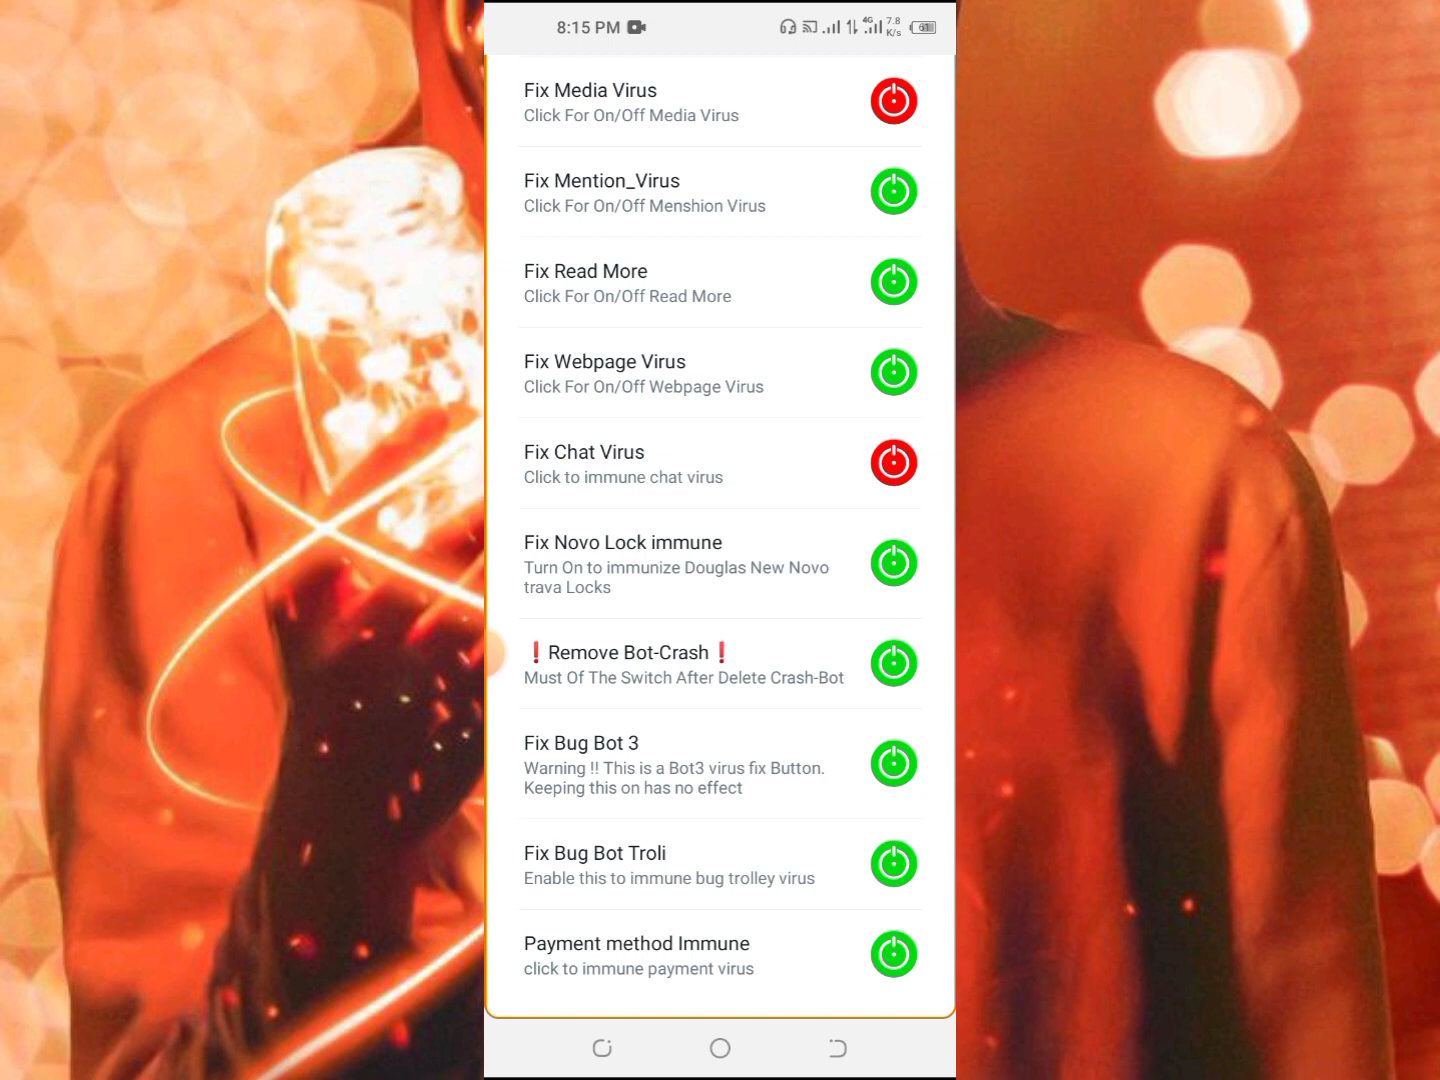 8:15 PM
4G
7.8
K/s
61
Fix Media Virus
Click For On/Off Media Virus
Fix Mention_Virus
Click For On/Off Menshion Virus
Fix Read More
Click For On/Off Read More
Fix Webpage Virus
Click For On/Off Webpage Virus
Fix Chat Virus
Click to immune chat virus
Fix Novo Lock immune
Turn On to immunize Douglas New Novo
trava Locks
❗Remove Bot-Crash❗
Must Of The Switch After Delete Crash-Bot
Fix Bug Bot 3
Warning !! This is a Bot3 virus fix Button.
Keeping this on has no effect
Fix Bug Bot Troli
Enable this to immune bug trolley virus
Payment method Immune
click to immune payment virus